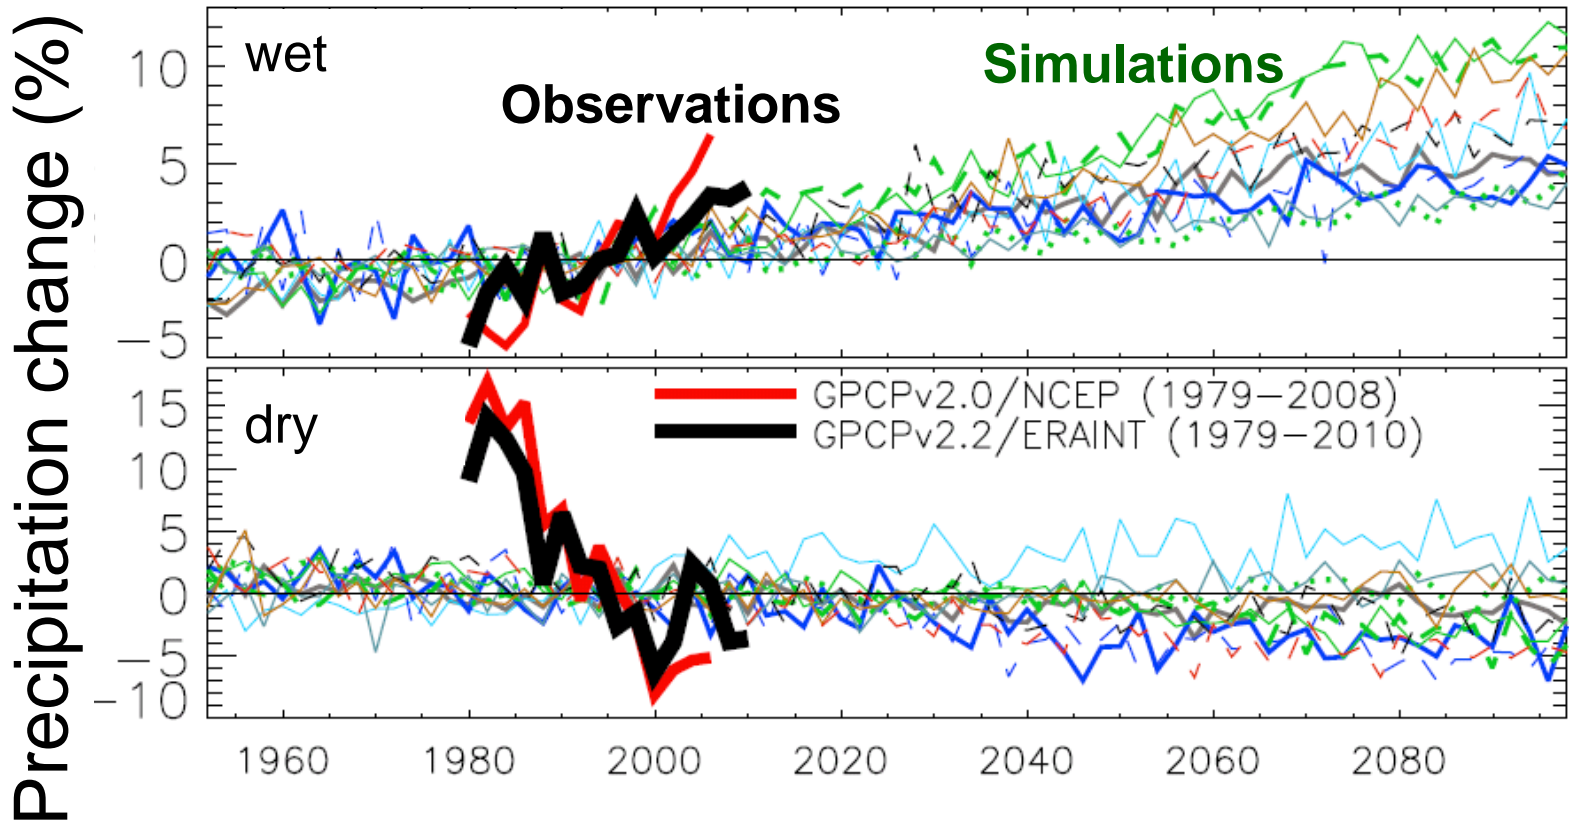 Precipitation change (%)
wet
Observations
Simulations
10
5
0
−5
dry
GPCPv2.0/NCEP (1979−2008)
GPCPv2.2/ERAINT (1979−2010)
15
10
5
0
−5
−10
1960 1980 2000 2020 2040 2060 2080